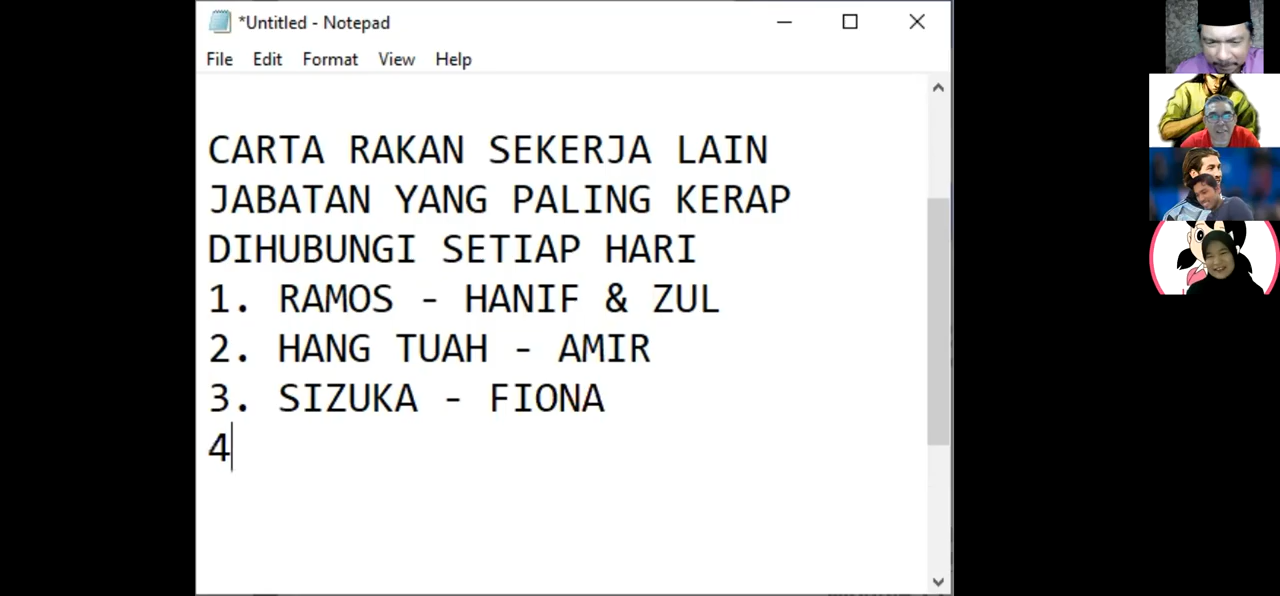 *Untitled - Notepad
File Edit Format View Help
CARTA RAKAN SEKERJA LAIN
JABATAN YANG PALING KERAP
DIHUBUNGI SETIAP HARI
1. RAMOS - HANIF & ZUL
2. HANG TUAH - AMIR
3. SIZUKA - FIONA
4